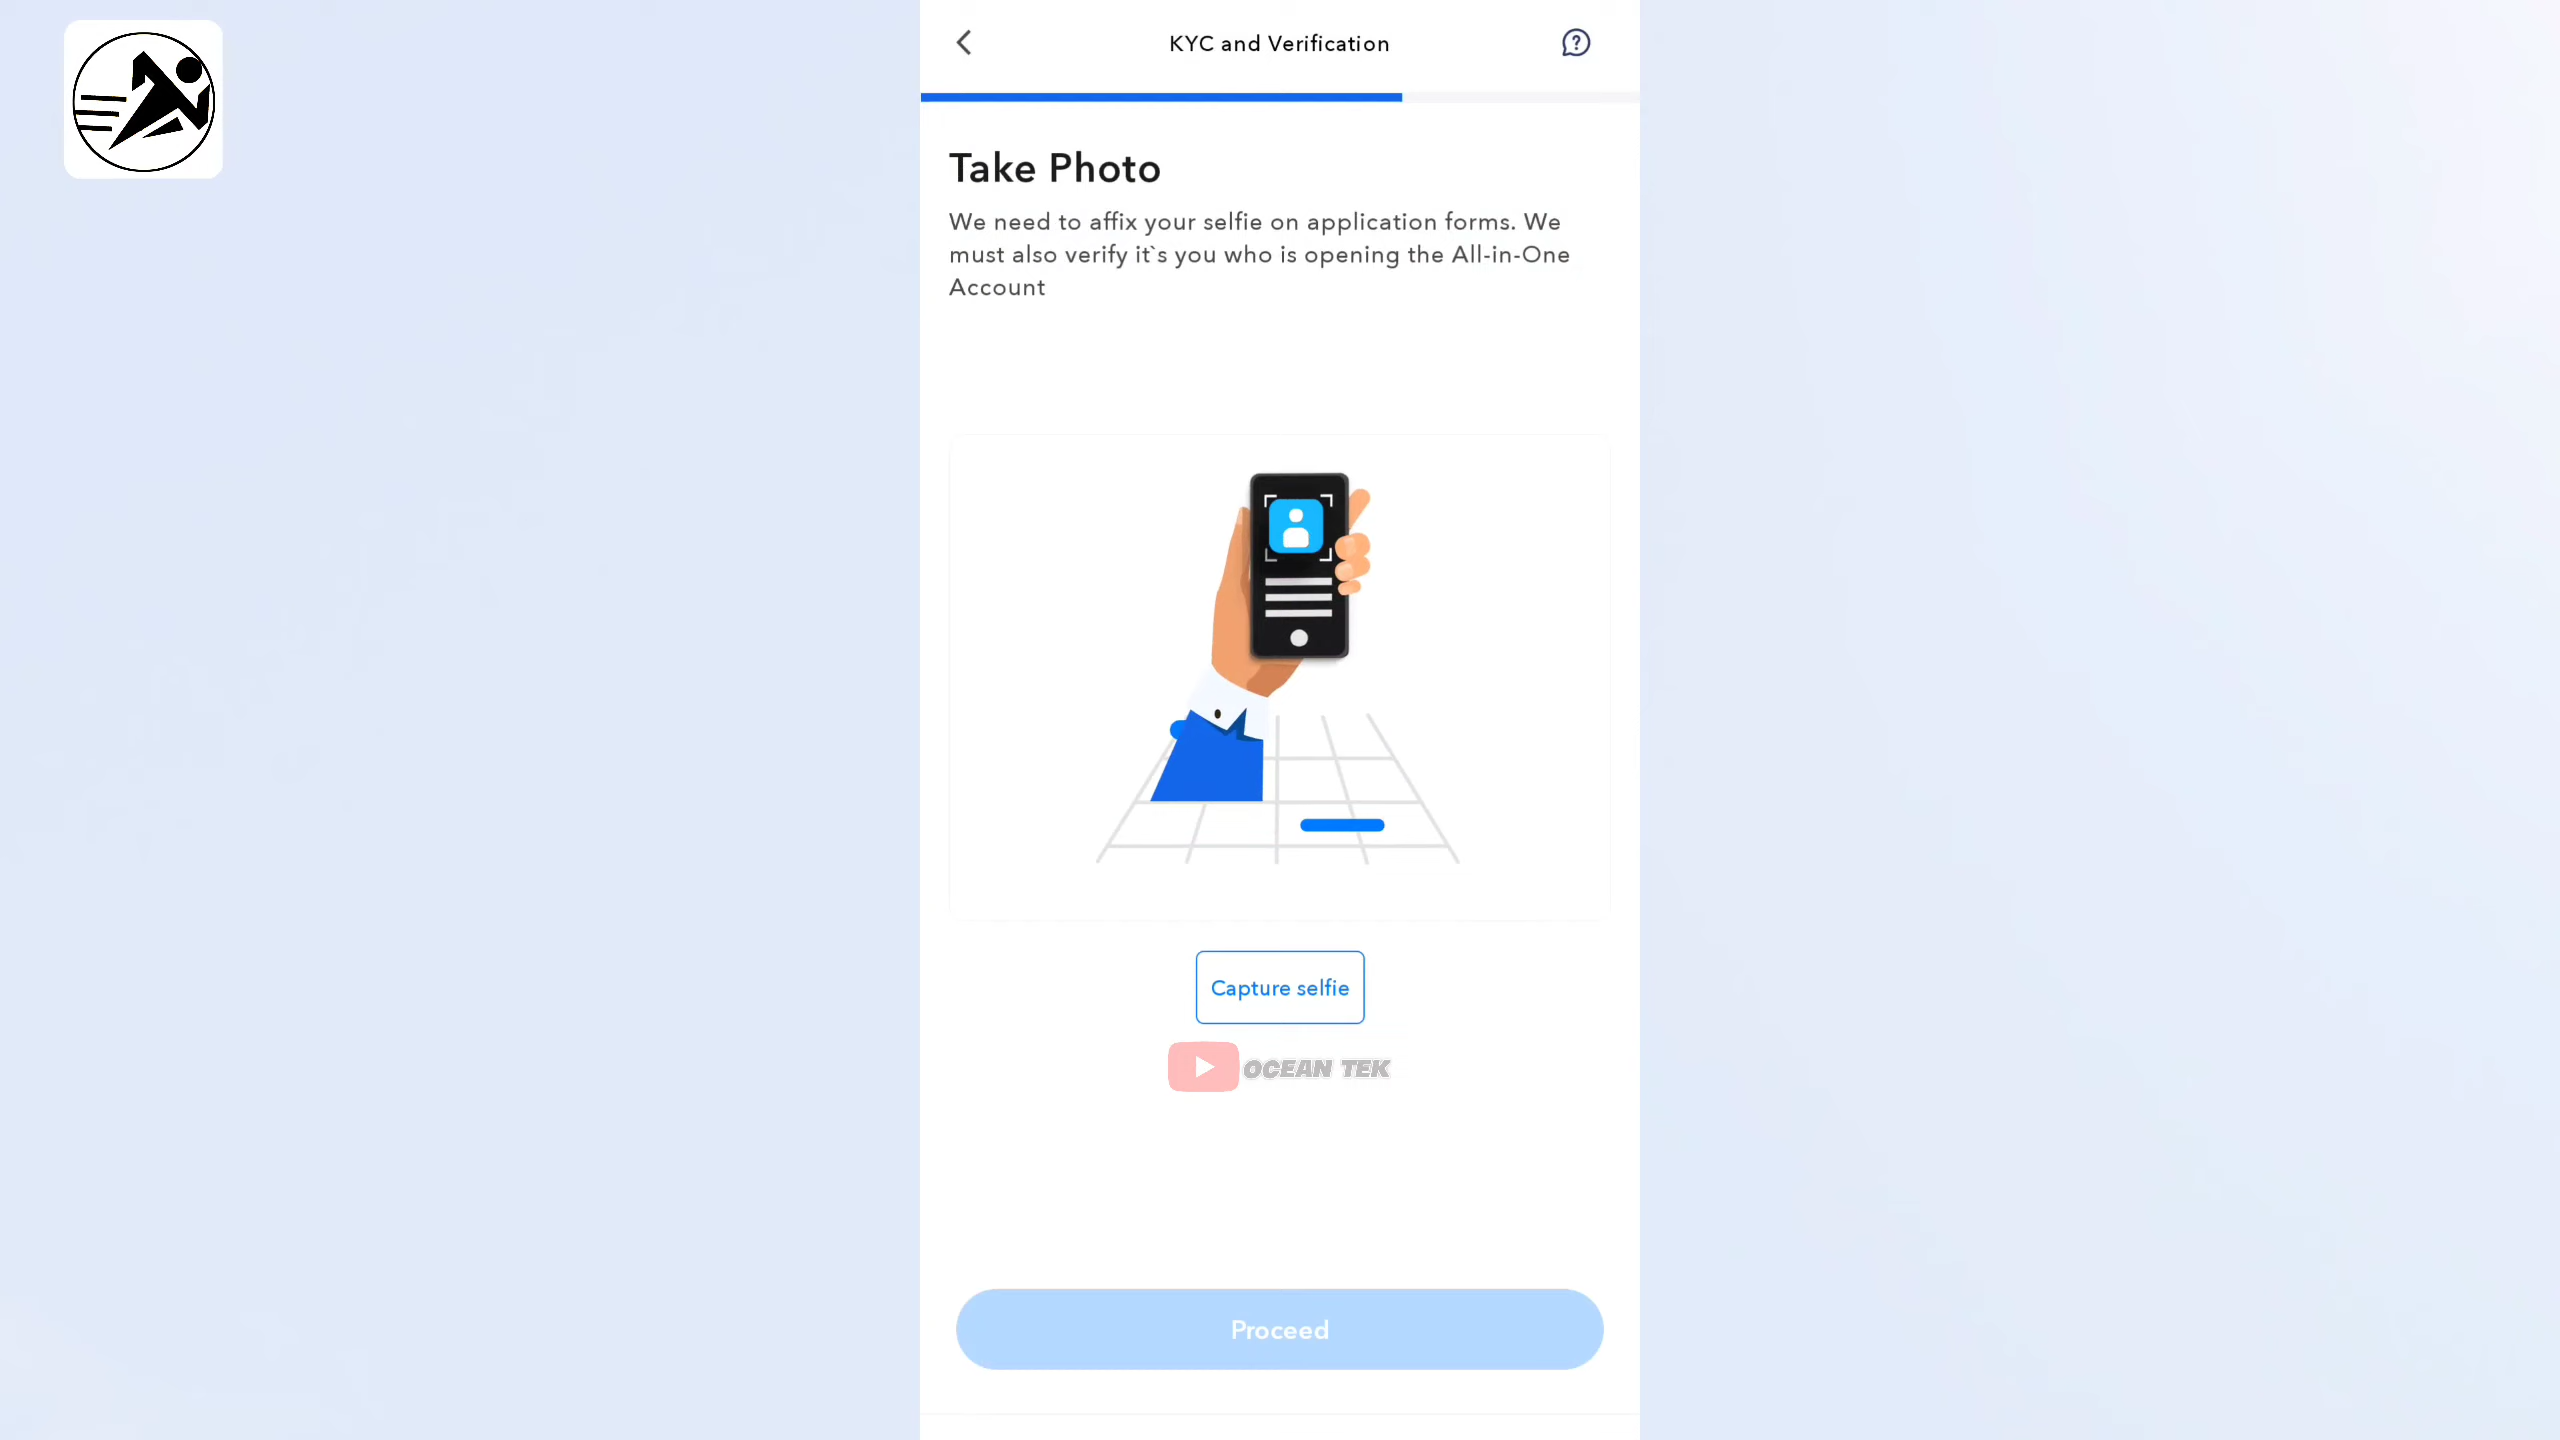 KYC and Verification
Take Photo
We need to affix your selfie on application forms. We
must also verify it`s you who is opening the All-in-One
Account
Capture selfie
OCEAN TEK
Proceed